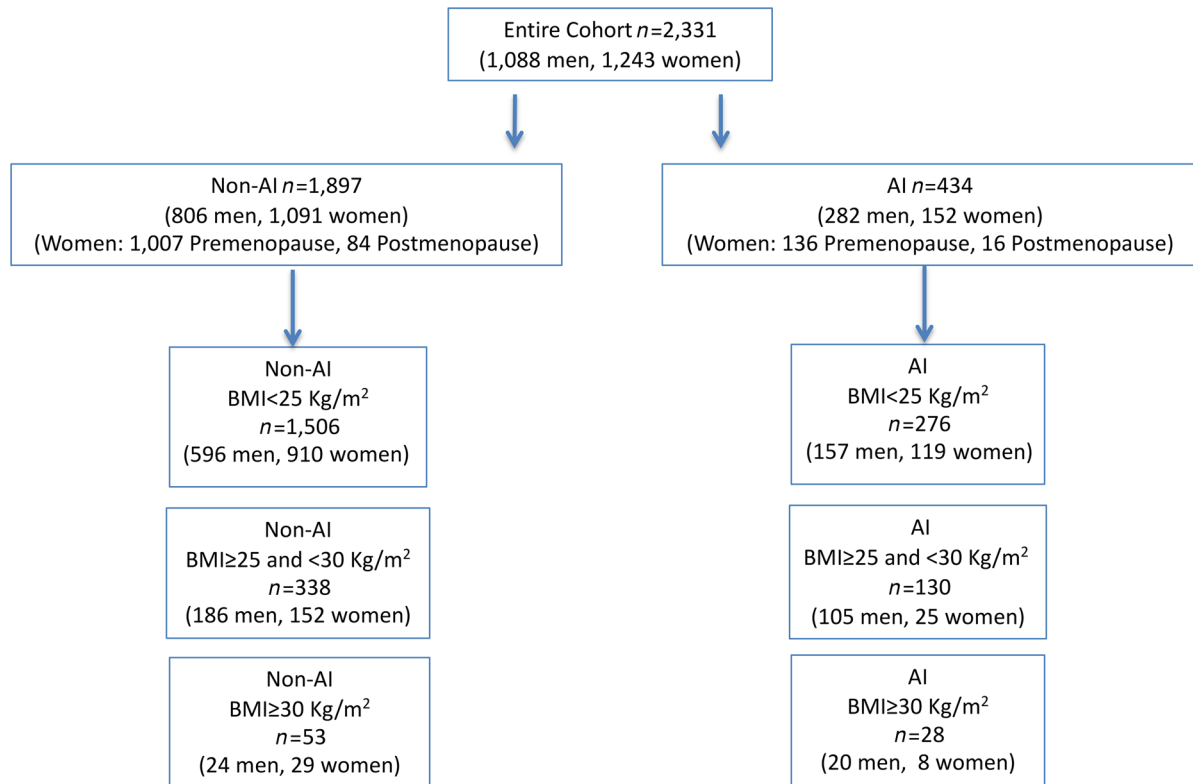 Entire Cohort n=2,331
(1,088 men, 1,243 women)
Non-AI n=1,897
(806 men, 1,091 women)
(Women: 1,007 Premenopause, 84 Postmenopause)
AI n=434
(282 men, 152 women)
(Women: 136 Premenopause, 16 Postmenopause)
Non-AI
BMI<25 Kg/m²
n=1,506
(596 men, 910 women)
AI
BMI<25 Kg/m²
n=276
(157 men, 119 women)
Non-AI
BMI≥25 and <30 Kg/m²
n=338
(186 men, 152 women)
AI
BMI≥25 and <30 Kg/m²
n=130
(105 men, 25 women)
Non-AI
BMI≥30 Kg/m²
n=53
(24 men, 29 women)
AI
BMI≥30 Kg/m²
n=28
(20 men,  8 women)